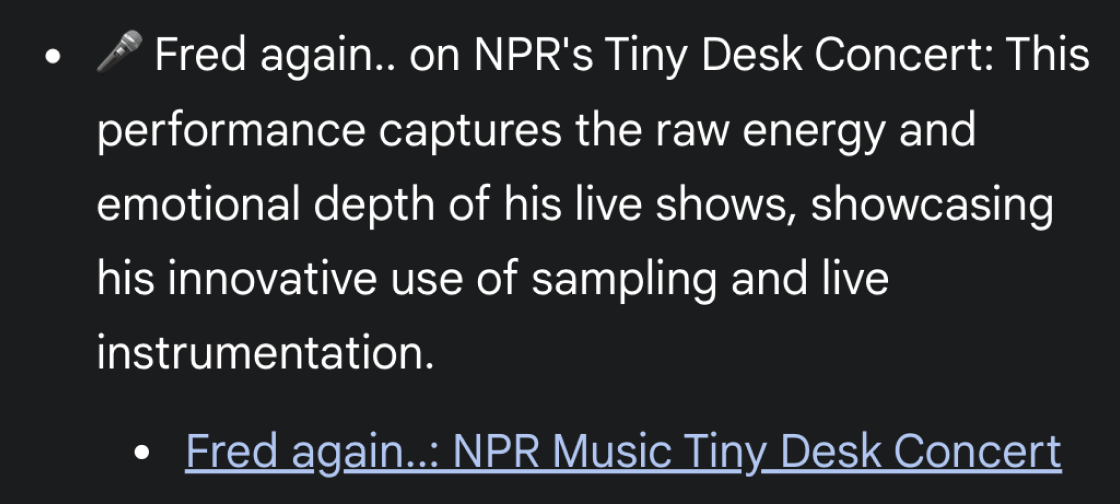 • 🎤 Fred again.. on NPR's Tiny Desk Concert: This
performance captures the raw energy and
emotional depth of his live shows, showcasing
his innovative use of sampling and live
instrumentation.
• Fred again..: NPR Music Tiny Desk Concert